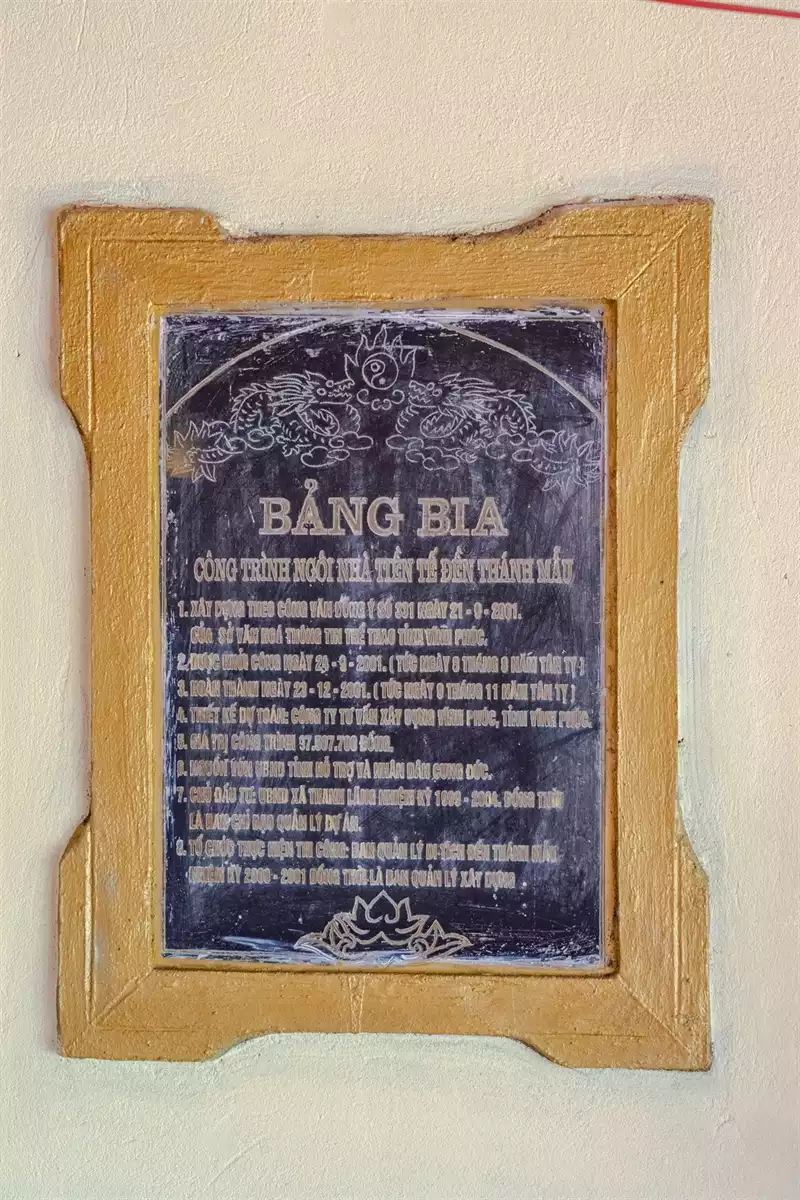 BẢNG BIA
CÔNG TRÌNH NGÔI NHÀ TIỀN TẾ ĐỀN THÁNH MẪU
1. XÂY DỰNG THEO CÔNG VĂN ĐỒNG Ý SỐ 391 NGÀY 21 - 9 - 2001.
CỦA SỞ VĂN HOÁ THÔNG TIN THỂ THAO TỈNH VĨNH PHÚC.
2. ĐƯỢC KHỞI CÔNG NGÀY 24 - 9 - 2001. ( TỨC NGÀY 8 THÁNG 8 NĂM TÂN TỴ )
3. HOÀN THÀNH NGÀY 23 - 12 - 2001. ( TỨC NGÀY 9 THÁNG 11 NĂM TÂN TỴ )
4. THIẾT KẾ DỰ TOÁN: CÔNG TY TƯ VẤN XÂY DỰNG VĨNH PHÚC, TỈNH VĨNH PHÚC.
5. GIÁ TRỊ CÔNG TRÌNH ĐỒNG.
6. NGUỒN VỐN UBND TỈNH HỖ TRỢ VÀ NHÂN DÂN CUNG ĐỨC.
7. CHỦ ĐẦU TƯ: UBND XÃ THANH LÃNG NHIỆM KỲ 1999 - 2004. ĐỒNG THỜI
LÀ BAN CHỈ ĐẠO QUẢN LÝ DỰ ÁN.
8. TỔ CHỨC THỰC HIỆN THI CÔNG: BAN QUẢN LÝ DI TÍCH ĐỀN THÁNH MẪU
NHIỆM KỲ 2000 - 2001 ĐỒNG THỜI LÀ BAN QUẢN LÝ XÂY DỰNG